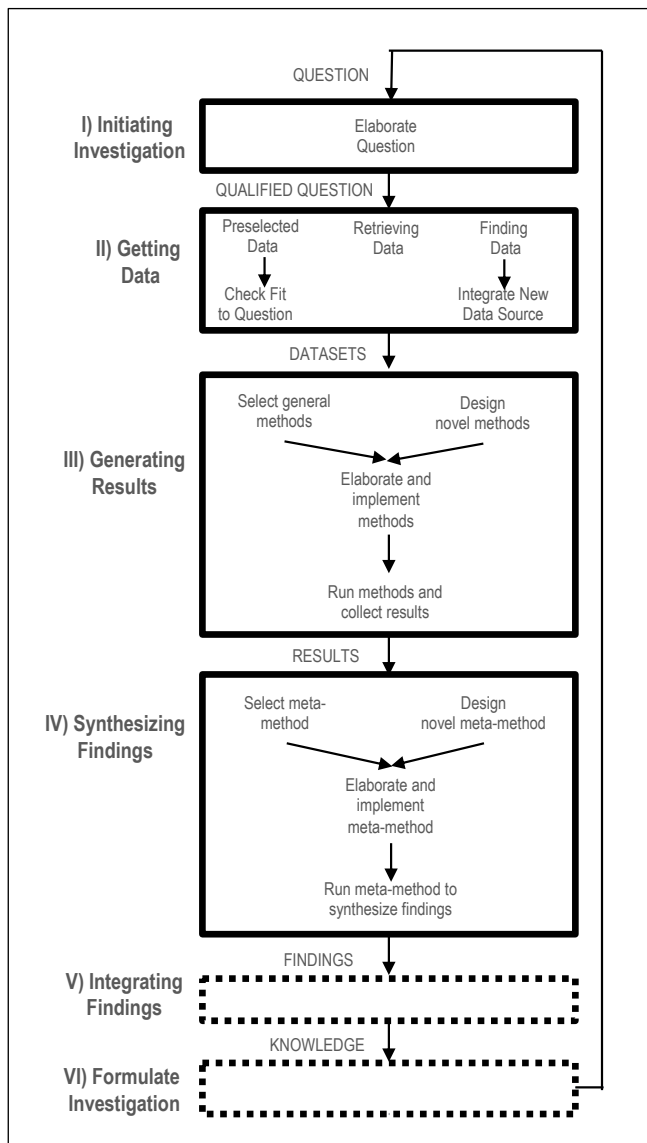 QUESTION
I) Initiating
Investigation
Elaborate
Question
QUALIFIED QUESTION
II) Getting
Data
Preselected
Data
Retrieving
Data
Finding
Data
Check Fit
to Question
Integrate New
Data Source
DATASETS
III) Generating
Results
Select general
methods
Design
novel methods
Elaborate and
implement
methods
Run methods and
collect results
RESULTS
IV) Synthesizing
Findings
Select meta-
method
Design
novel meta-method
Elaborate and
implement
meta-method
Run meta-method to
synthesize findings
FINDINGS
V) Integrating
Findings
KNOWLEDGE
VI) Formulate
Investigation